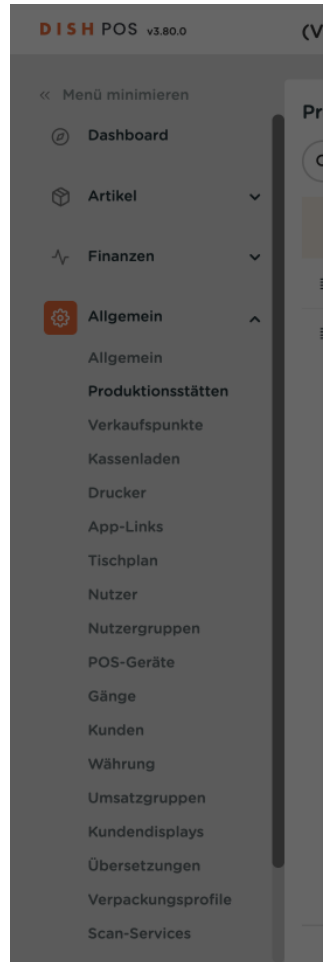 DISH POS v3.80.0
(V
« Menü minimieren
Pr
Dashboard
Artikel
Finanzen
Allgemein
Allgemein
Produktionsstätten
Verkaufspunkte
Kassenladen
Drucker
App-Links
Tischplan
Nutzer
Nutzergruppen
POS-Geräte
Gänge
Kunden
Währung
Umsatzgruppen
Kundendisplays
Übersetzungen
Verpackungsprofile
Scan-Services